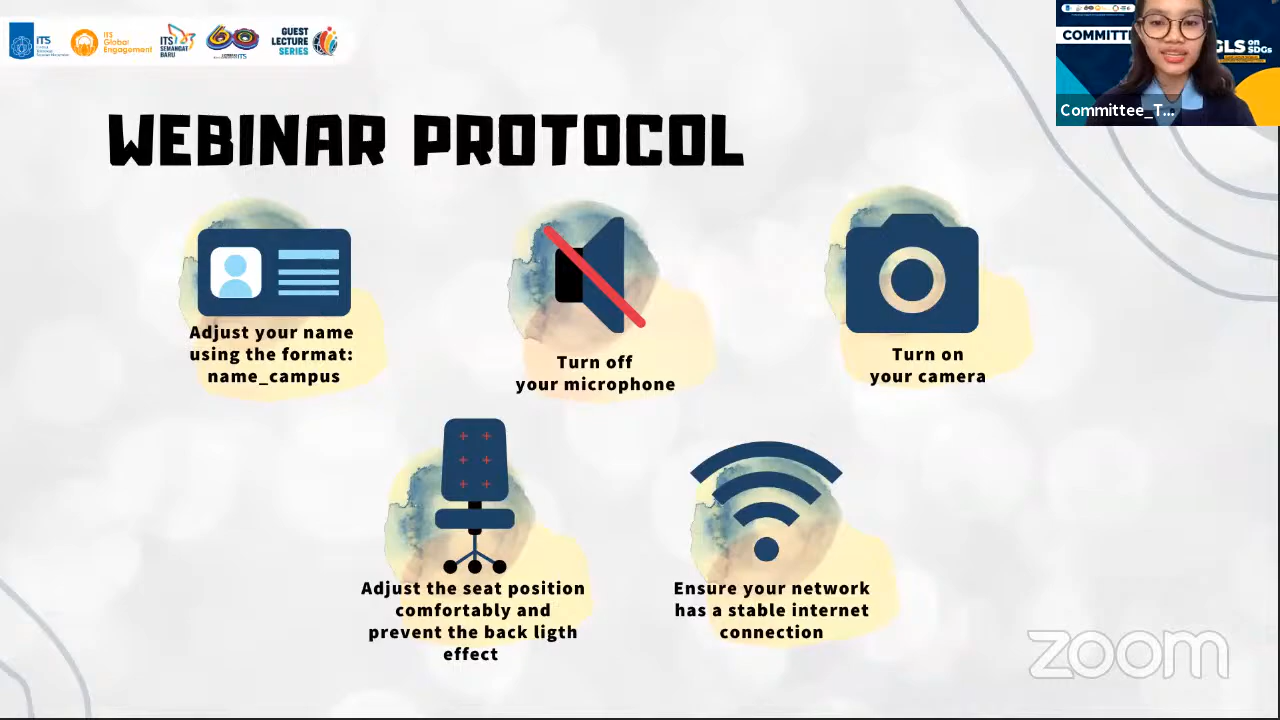 ITS
ITS
Global
Engagement
ITS
SEMANGAT
BARU
60
GUEST
LECTURE
SERIES
COMMITTE
GLS on
SDGs
Committee_T...
WEBINAR PROTOCOL
Adjust your name
using the format:
name_campus
Turn off
your microphone
Turn on
your camera
Adjust the seat position
comfortably and
prevent the back ligth
effect
Ensure your network
has a stable internet
connection
zoom